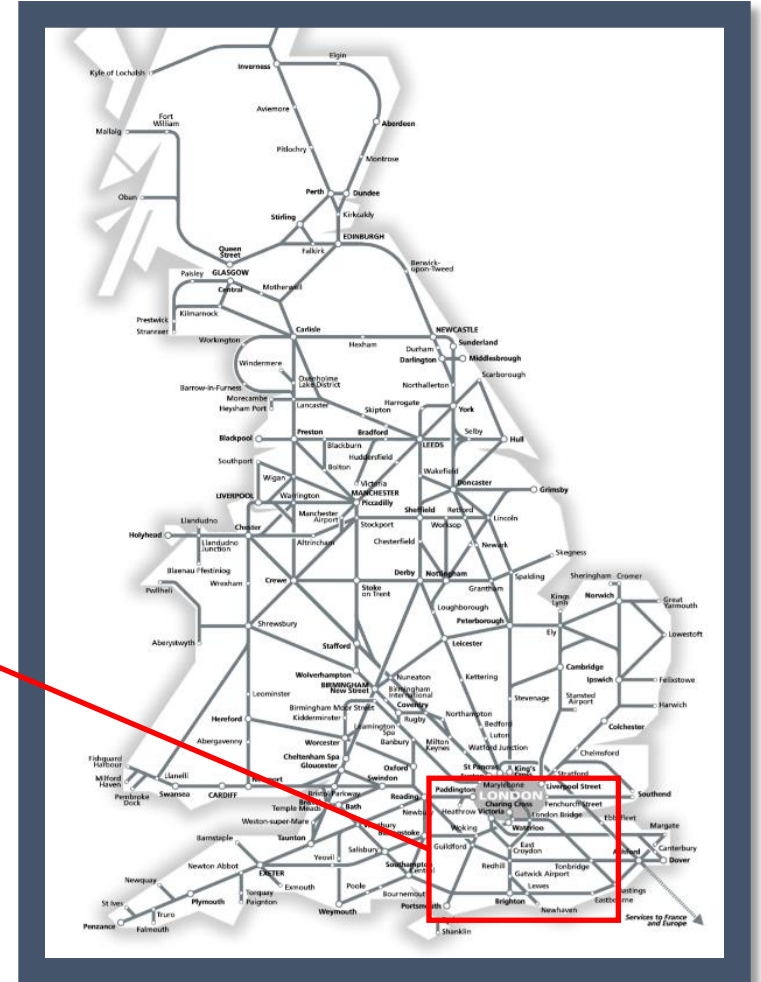 Elgin
Inverness
Kyle of Lochalsh
Aviemore
Fort
William
Aberdeen
Mallaig
Pitlochry
Montrose
Perth
Dundee
Oban
Stirling
Kirkcaldy
EDINBURGH
Queen
Street
Falkirk
Berwick-
upon-Tweed
Paisley
GLASGOW
Central
Motherwell
Prestwick
Kilmarnock
Stranraer
Carlisle
NEWCASTLE
Workington
Hexham
Sunderland
Durham
Darlington
Middlesbrough
Windermere
Scarborough
Oxenholme
Lake District
Barrow-in-Furness
Northallerton
Morecambe
Heysham Port
Lancaster
Harrogate
Skipton
York
Blackpool
Preston
Bradford
LEEDS
Selby
Hull
Blackburn
Huddersfield
Southport
Bolton
Wakefield
Wigan
Victoria
MANCHESTER
Piccadilly
Doncaster
Grimsby
LIVERPOOL
Warrington
Manchester
Airport
Sheffield
Retford
Lincoln
Llandudno
Stockport
Worksop
Holyhead
Chester
Llandudno
Junction
Altrincham
Chesterfield
Newark
Skegness
Blaenau Ffestiniog
Derby
Nottingham
Pwllheli
Wrexham
Crewe
Stoke
on Trent
Grantham
Spalding
Sheringham
Cromer
Kings
Lynn
Norwich
Great
Yarmouth
Loughborough
Peterborough
Shrewsbury
Ely
Lowestoft
Aberystwyth
Stafford
Leicester
Cambridge
Wolverhampton
BIRMINGHAM
New Street
Nuneaton
Kettering
Ipswich
Felixstowe
Birmingham
International
Leominster
Stevenage
Stansted
Airport
Harwich
Birmingham Moor Street
Coventry
Kidderminster
Rugby
Northampton
Hereford
Leamington
Spa
Bedford
Colchester
Abergavenny
Worcester
Banbury
Milton
Keynes
Luton
Watford Junction
Chelmsford
Cheltenham Spa
Gloucester
Oxford
Fishguard
Harbour
St Pancras
King's
Stratford
Milford
Haven
Llanelli
Swindon
Marylebone
Liverpool Street
Pembroke
Dock
Swansea
CARDIFF
Newport
Bristol Parkway
Reading
Paddington
LONDON
Southend
Temple Meads
Bath
Charing Cross
Fenchurch Street
Heathrow
Victoria
London Bridge
Weston-super-Mare
Waterloo
Margate
Barnstaple
Taunton
Woking
Canterbury
Guildford
East
Croydon
Ashford
Dover
Yeovil
Salisbury
Newton Abbot
EXETER
Southampton
Central
Redhill
Tonbridge
Gatwick Airport
Newquay
Exmouth
Poole
Lewes
Hastings
Torquay
Paignton
Bournemouth
Eastbourne
St Ives
Plymouth
Weymouth
Portsmouth
Brighton
Newhaven
Truro
Penzance
Falmouth
Shanklin
Services to France
and Europe